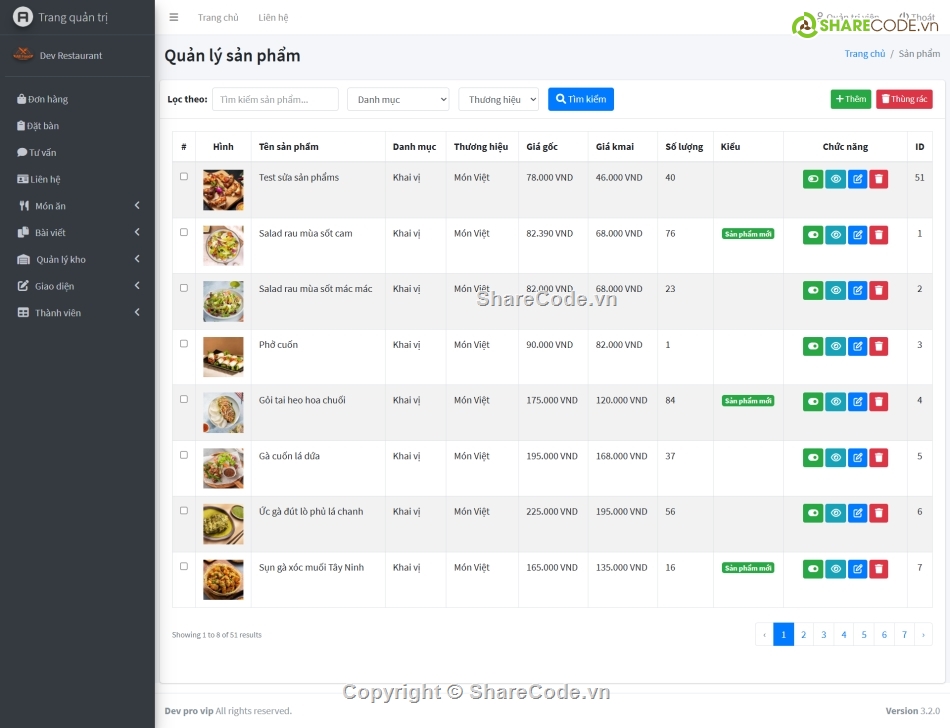 Trang quản trị
Trang chủ
Liên hệ
Quản trị viên
Thoát
SHARECODE.vn
Dev Restaurant
Quản lý sản phẩm
Trang chủ / Sản phẩm
Lọc theo:
Tìm kiếm sản phẩm...
Danh mục
Thương hiệu
Tìm kiếm
Thêm
Thùng rác
Đơn hàng
Đặt bàn
Tư vấn
Liên hệ
Món ăn
Bài viết
Quản lý kho
Giao diện
Thành viên
# Hình Tên sản phẩm Danh mục Thương hiệu Giá gốc Giá kmai Số lượng Kiểu Chức năng ID
Test sửa sản phẩms Khai vị Món Việt 78.000 VND 46.000 VND 40 51
Salad rau mùa sốt cam Khai vị Món Việt 82.390 VND 68.000 VND 76 Sản phẩm mới 1
Salad rau mùa sốt mác mác Khai vị Món Việt 82.000 VND 68.000 VND 23 2
ShareCode.vn
Phở cuốn Khai vị Món Việt 90.000 VND 82.000 VND 1 3
Gỏi tai heo hoa chuối Khai vị Món Việt 175.000 VND 120.000 VND 84 Sản phẩm mới 4
Gà cuốn lá dứa Khai vị Món Việt 195.000 VND 168.000 VND 37 5
Ức gà đút lò phủ lá chanh Khai vị Món Việt 225.000 VND 195.000 VND 56 6
Sụn gà xóc muối Tây Ninh Khai vị Món Việt 165.000 VND 135.000 VND 16 Sản phẩm mới 7
Showing 1 to 8 of 51 results
‹ 1 2 3 4 5 6 7 ›
Copyright © ShareCode.vn
Dev pro vip All rights reserved.
Version 3.2.0